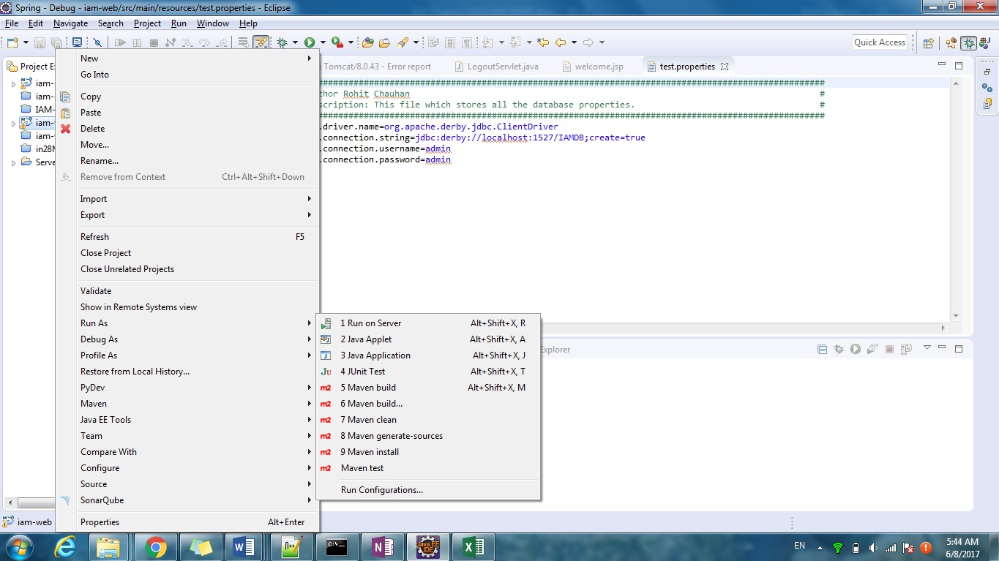 Spring - Debug - iam-web/src/main/resources/test.properties - Eclipse
File Edit Navigate Search Project Run Window Help
Quick Access
Project Ex
iam-
iam-
IAM-
iam-
iam-
in28M
Serve
Tomcat/8.0.43 - Error report
LogoutServlet.java
welcome.jsp
test.properties
##########################################################################################
thor Rohit Chauhan #
scription: This file which stores all the database properties. #
##########################################################################################
.driver.name=org.apache.derby.jdbc.ClientDriver
.connection.string=jdbc:derby://localhost:1527/IAMDB;create=true
.connection.username=admin
.connection.password=admin
New
Go Into
Copy
Paste
Delete
Move...
Rename...
Remove from Context Ctrl+Alt+Shift+Down
Import
Export
Refresh F5
Close Project
Close Unrelated Projects
Validate
Show in Remote Systems view
Run As
Debug As
Profile As
Restore from Local History...
PyDev
Maven
Java EE Tools
Team
Compare With
Configure
Source
SonarQube
Properties Alt+Enter
1 Run on Server Alt+Shift+X, R
2 Java Applet Alt+Shift+X, A
3 Java Application Alt+Shift+X, J
4 JUnit Test Alt+Shift+X, T
5 Maven build Alt+Shift+X, M
6 Maven build...
7 Maven clean
8 Maven generate-sources
9 Maven install
Maven test
Run Configurations...
Explorer
iam-web
EN
5:44 AM
6/8/2017